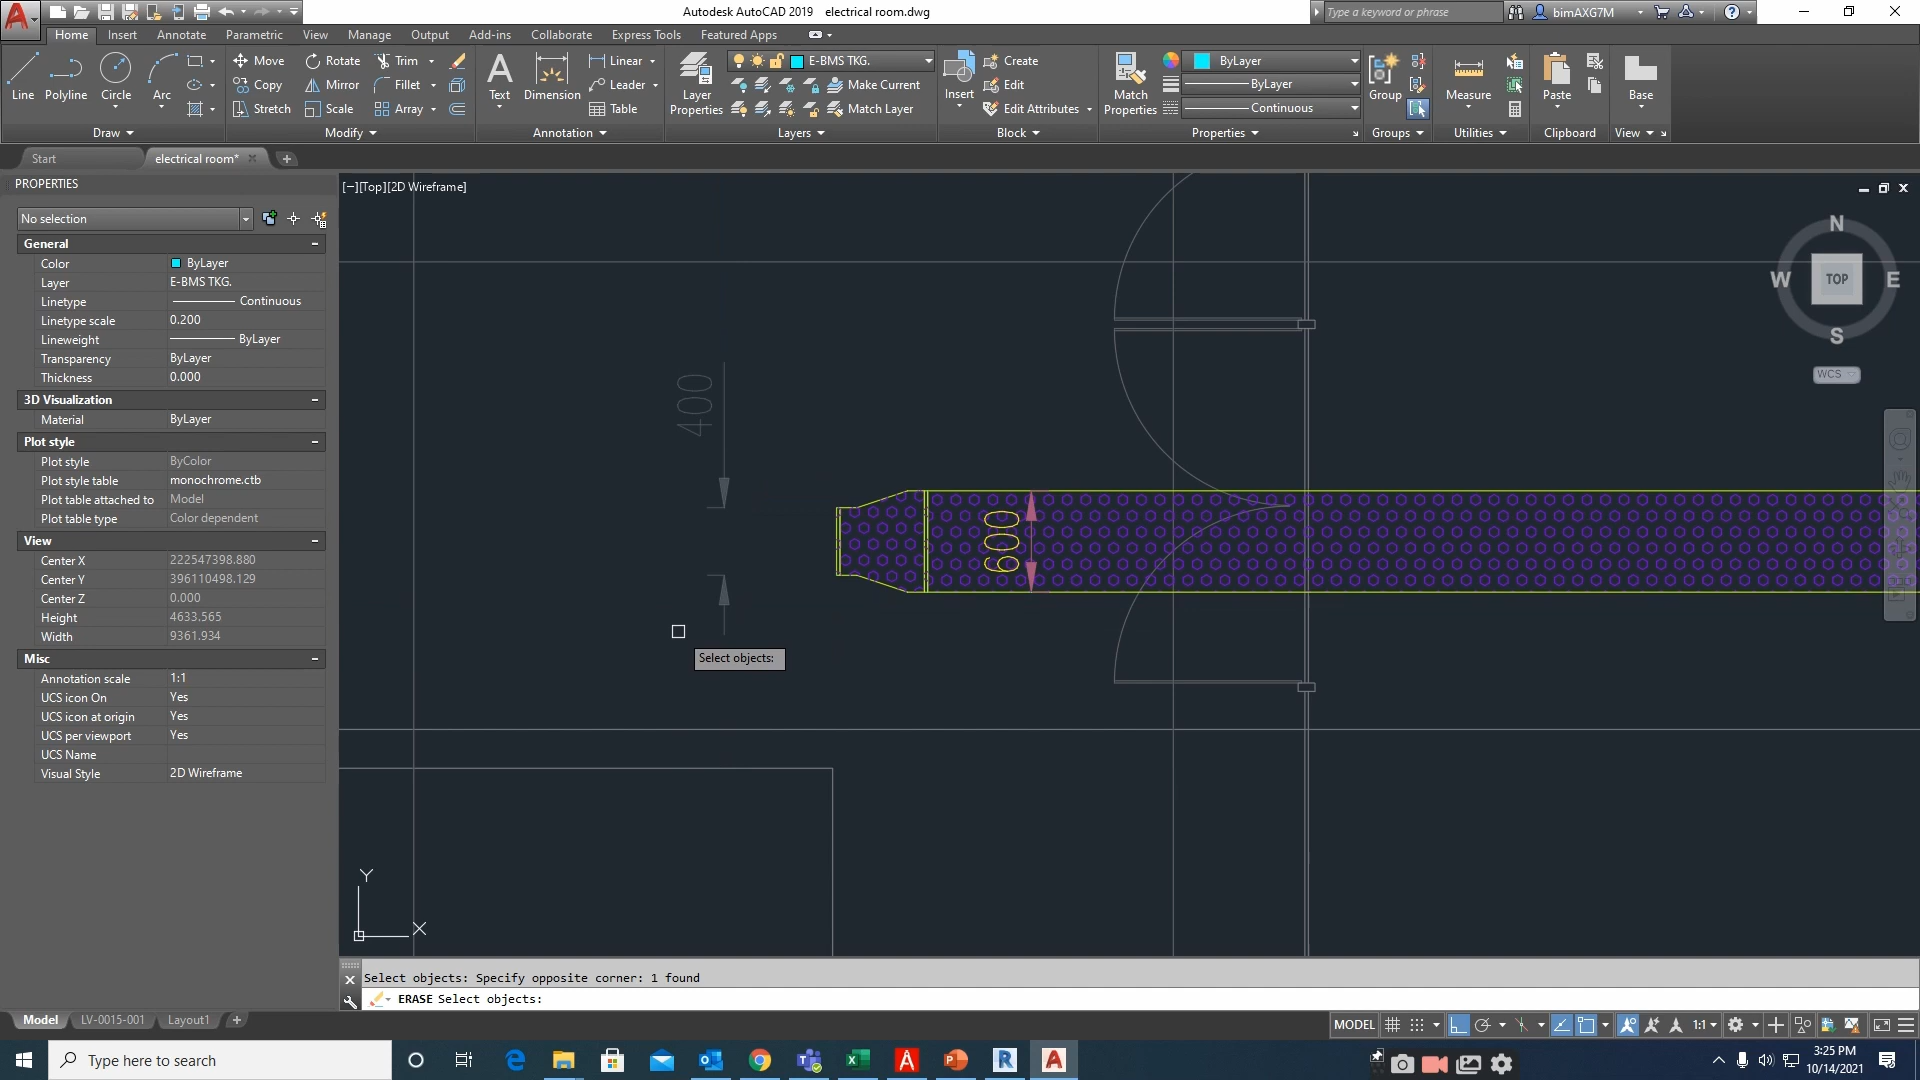 Autodesk AutoCAD 2019 electrical room.dwg
Type a keyword or phrase
bimAXG7M
Home Insert Annotate Parametric View Manage Output Add-ins Collaborate Express Tools Featured Apps
Line Polyline Circle Arc
Draw
Move Rotate Trim
Copy Mirror Fillet
Stretch Scale Array
Modify
Text Dimension
Linear
Leader
Table
Annotation
Layer Properties
E-BMS TKG.
Make Current
Match Layer
Layers
Insert
Create
Edit
Edit Attributes
Block
Match Properties
ByLayer
ByLayer
Continuous
Properties
Group
Groups
Measure
Utilities
Paste
Clipboard
Base
View
Start electrical room*
PROPERTIES
No selection
General
Color ByLayer
Layer E-BMS TKG.
Linetype Continuous
Linetype scale 0.200
Lineweight ByLayer
Transparency ByLayer
Thickness 0.000
3D Visualization
Material ByLayer
Plot style
Plot style ByColor
Plot style table monochrome.ctb
Plot table attached to Model
Plot table type Color dependent
View
Center X 222547398.880
Center Y 396110498.129
Center Z 0.000
Height 4633.565
Width 9361.934
Misc
Annotation scale 1:1
UCS icon On Yes
UCS icon at origin Yes
UCS per viewport Yes
UCS Name
Visual Style 2D Wireframe
[−][Top][2D Wireframe]
N
W TOP E
S
WCS
400
600
Select objects:
Y
X
Select objects: Specify opposite corner: 1 found
ERASE Select objects:
Model LV-0015-001 Layout1
MODEL 1:1
Type here to search
3:25 PM
10/14/2021